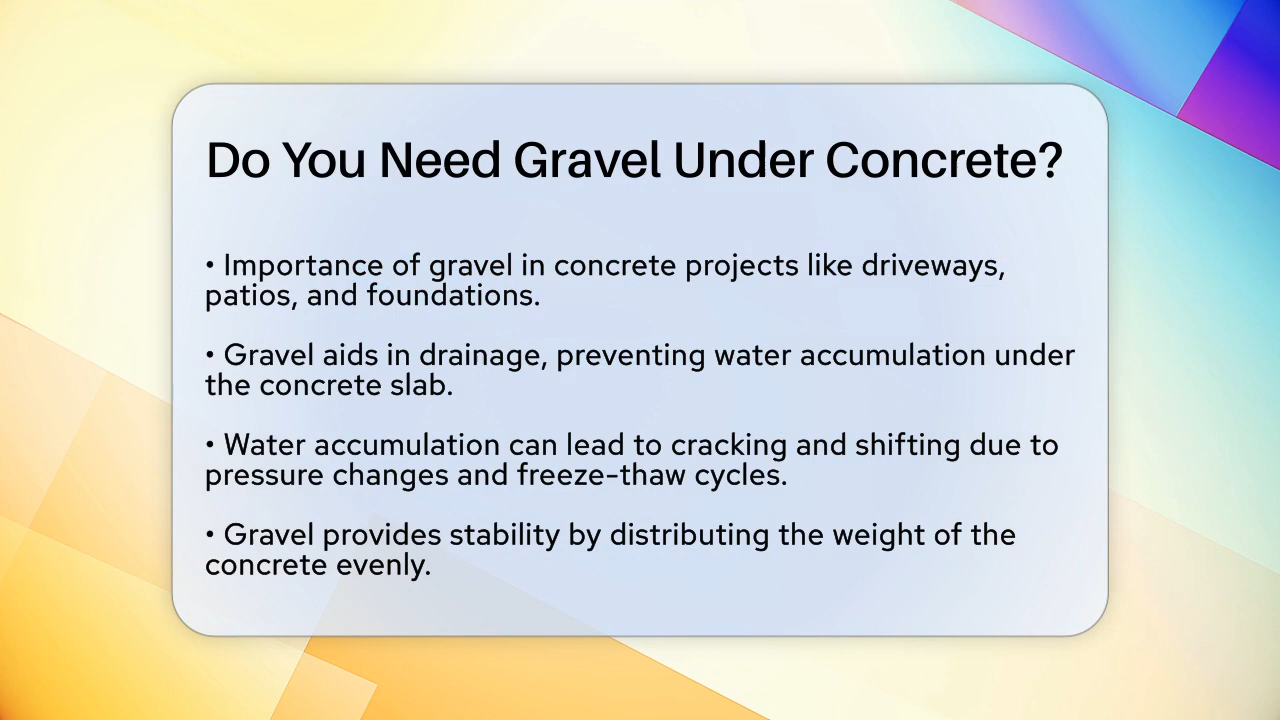 Do You Need Gravel Under Concrete?
• Importance of gravel in concrete projects like driveways,
patios, and foundations.
• Gravel aids in drainage, preventing water accumulation under
the concrete slab.
• Water accumulation can lead to cracking and shifting due to
pressure changes and freeze-thaw cycles.
• Gravel provides stability by distributing the weight of the
concrete evenly.